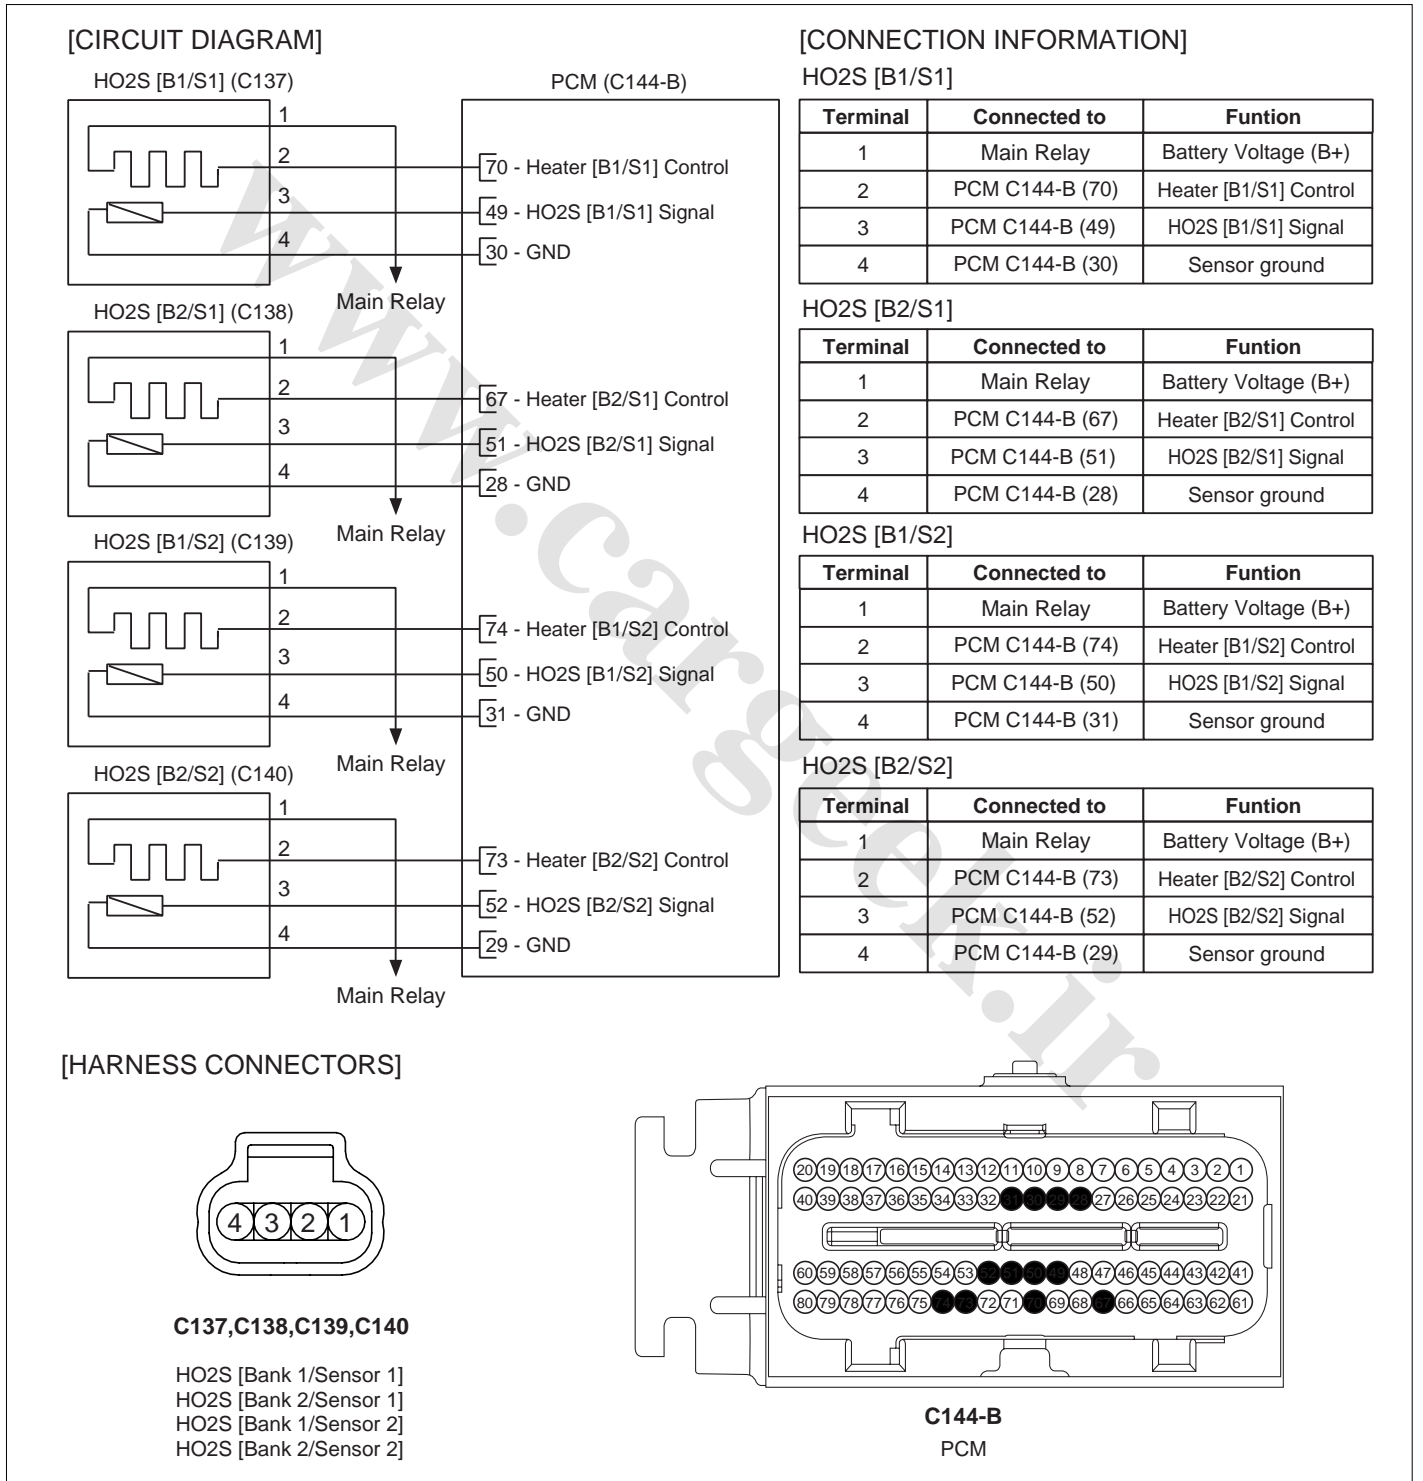 [CIRCUIT DIAGRAM]
HO2S [B1/S1] (C137)
PCM (C144-B)
1
2
3
4
70 - Heater [B1/S1] Control
49 - HO2S [B1/S1] Signal
30 - GND
Main Relay
HO2S [B2/S1] (C138)
1
2
3
4
67 - Heater [B2/S1] Control
51 - HO2S [B2/S1] Signal
28 - GND
Main Relay
HO2S [B1/S2] (C139)
1
2
3
4
74 - Heater [B1/S2] Control
50 - HO2S [B1/S2] Signal
31 - GND
Main Relay
HO2S [B2/S2] (C140)
1
2
3
4
73 - Heater [B2/S2] Control
52 - HO2S [B2/S2] Signal
29 - GND
Main Relay
[CONNECTION INFORMATION]
HO2S [B1/S1]
Terminal Connected to Funtion
1 Main Relay Battery Voltage (B+)
2 PCM C144-B (70) Heater [B1/S1] Control
3 PCM C144-B (49) HO2S [B1/S1] Signal
4 PCM C144-B (30) Sensor ground
HO2S [B2/S1]
Terminal Connected to Funtion
1 Main Relay Battery Voltage (B+)
2 PCM C144-B (67) Heater [B2/S1] Control
3 PCM C144-B (51) HO2S [B2/S1] Signal
4 PCM C144-B (28) Sensor ground
HO2S [B1/S2]
Terminal Connected to Funtion
1 Main Relay Battery Voltage (B+)
2 PCM C144-B (74) Heater [B1/S2] Control
3 PCM C144-B (50) HO2S [B1/S2] Signal
4 PCM C144-B (31) Sensor ground
HO2S [B2/S2]
Terminal Connected to Funtion
1 Main Relay Battery Voltage (B+)
2 PCM C144-B (73) Heater [B2/S2] Control
3 PCM C144-B (52) HO2S [B2/S2] Signal
4 PCM C144-B (29) Sensor ground
www.cargeek.ir
[HARNESS CONNECTORS]
4 3 2 1
C137,C138,C139,C140
HO2S [Bank 1/Sensor 1]
HO2S [Bank 2/Sensor 1]
HO2S [Bank 1/Sensor 2]
HO2S [Bank 2/Sensor 2]
20 19 18 17 16 15 14 13 12 11 10 9 8 7 6 5 4 3 2 1
40 39 38 37 36 35 34 33 32 31 30 29 28 27 26 25 24 23 22 21
60 59 58 57 56 55 54 53 52 51 50 49 48 47 46 45 44 43 42 41
80 79 78 77 76 75 74 73 72 71 70 69 68 67 66 65 64 63 62 61
C144-B
PCM